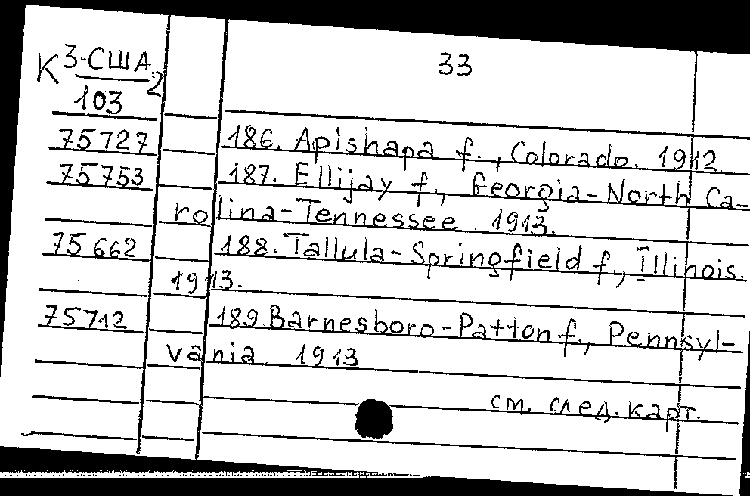 К 3-США 2 33
103
75727 186. Apishapa f., Colorado. 1912
75753 187. Ellijay f., Georgia-North Ca-
rolina-Tennessee 1913.
75662 188. Tallula-Springfield f., Illinois.
1913.
75712 189. Barnesboro-Patton f., Pennsyl-
vania 1913
см. след. карт.